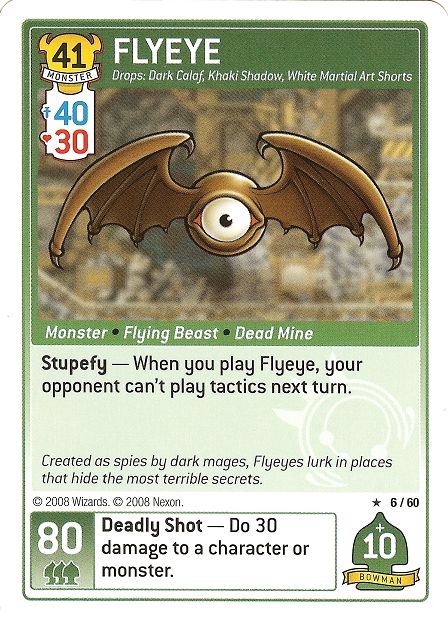 41
MONSTER
FLYEYE
Drops: Dark Calaf, Khaki Shadow, White Martial Art Shorts
40
30
Monster • Flying Beast • Dead Mine
Stupefy — When you play Flyeye, your
opponent can't play tactics next turn.
Created as spies by dark mages, Flyeyes lurk in places
that hide the most terrible secrets.
© 2008 Wizards. © 2008 Nexon.
★ 6 / 60
80
Deadly Shot — Do 30
damage to a character or
monster.
+
10
BOWMAN